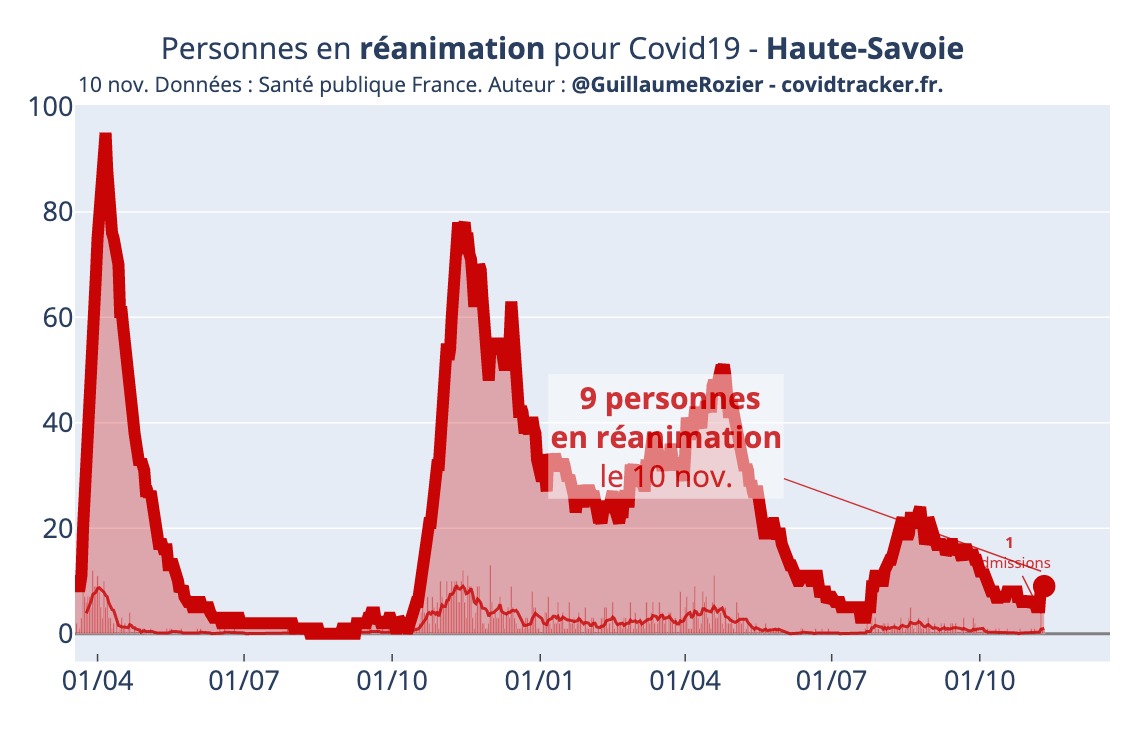 Personnes en réanimation pour Covid19 - Haute-Savoie
10 nov. Données : Santé publique France. Auteur : @GuillaumeRozier - covidtracker.fr.
100
80
60
40
20
0
9 personnes
en réanimation
le 10 nov.
1
dmissions
01/04
01/07
01/10
01/01
01/04
01/07
01/10